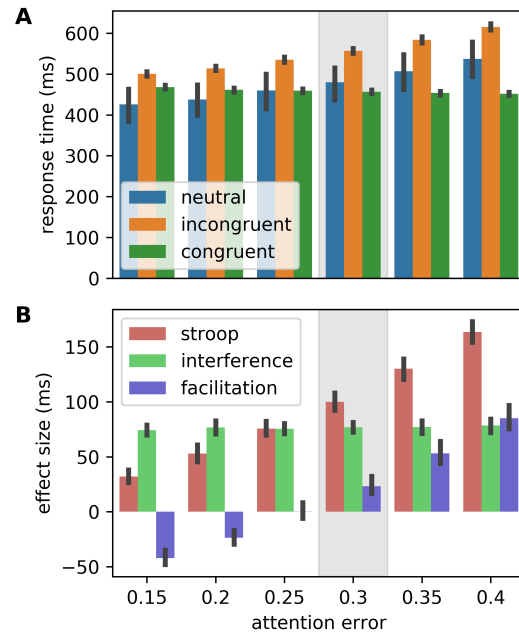 A
600
500
400
300
200
100
0
response time (ms)
neutral
incongruent
congruent
B
150
100
50
0
−50
effect size (ms)
stroop
interference
facilitation
0.15 0.2 0.25 0.3 0.35 0.4
attention error